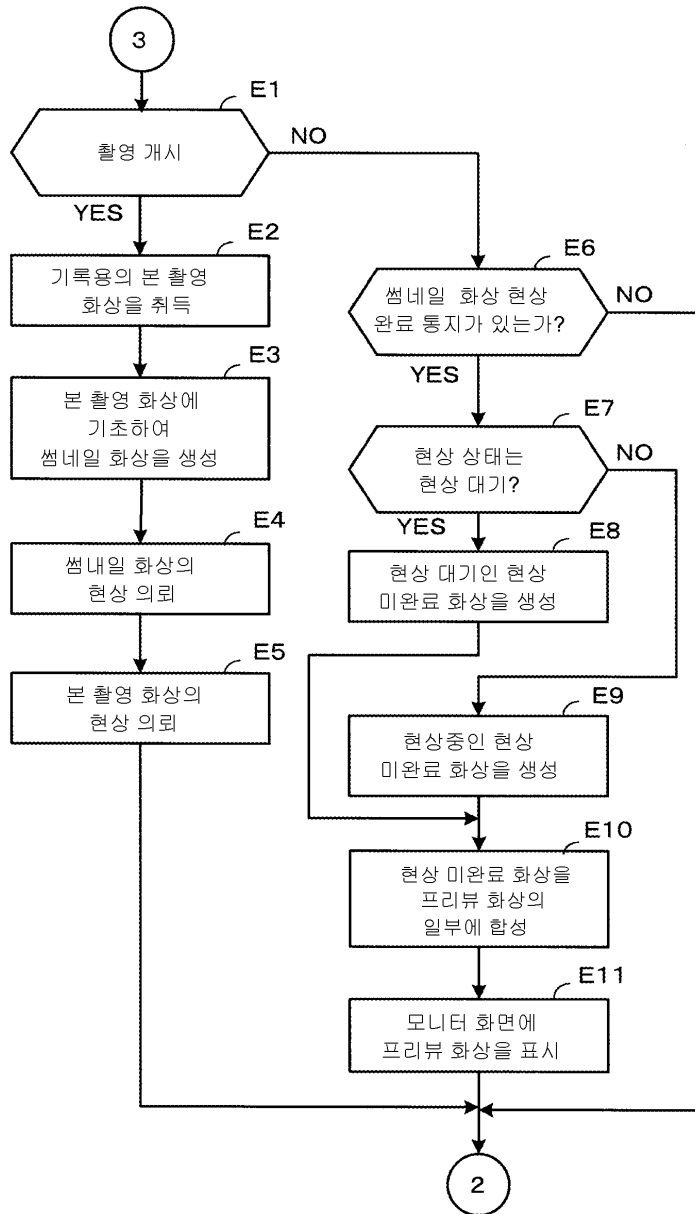 3
E1
촬영 개시
NO
YES
E2
기록용의 본 촬영
화상을 취득
E3
본 촬영 화상에
기초하여
썸네일 화상을 생성
E4
썸내일 화상의
현상 의뢰
E5
본 촬영 화상의
현상 의뢰
E6
썸네일 화상 현상
완료 통지가 있는가?
NO
YES
E7
현상 상태는
현상 대기?
NO
YES
E8
현상 대기인 현상
미완료 화상을 생성
E9
현상중인 현상
미완료 화상을 생성
E10
현상 미완료 화상을
프리뷰 화상의
일부에 합성
E11
모니터 화면에
프리뷰 화상을 표시
2